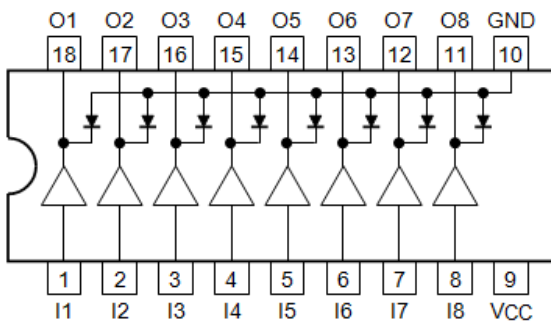 O1 O2 O3 O4 O5 O6 O7 O8 GND
18 17 16 15 14 13 12 11 10
1 2 3 4 5 6 7 8 9
I1 I2 I3 I4 I5 I6 I7 I8 VCC